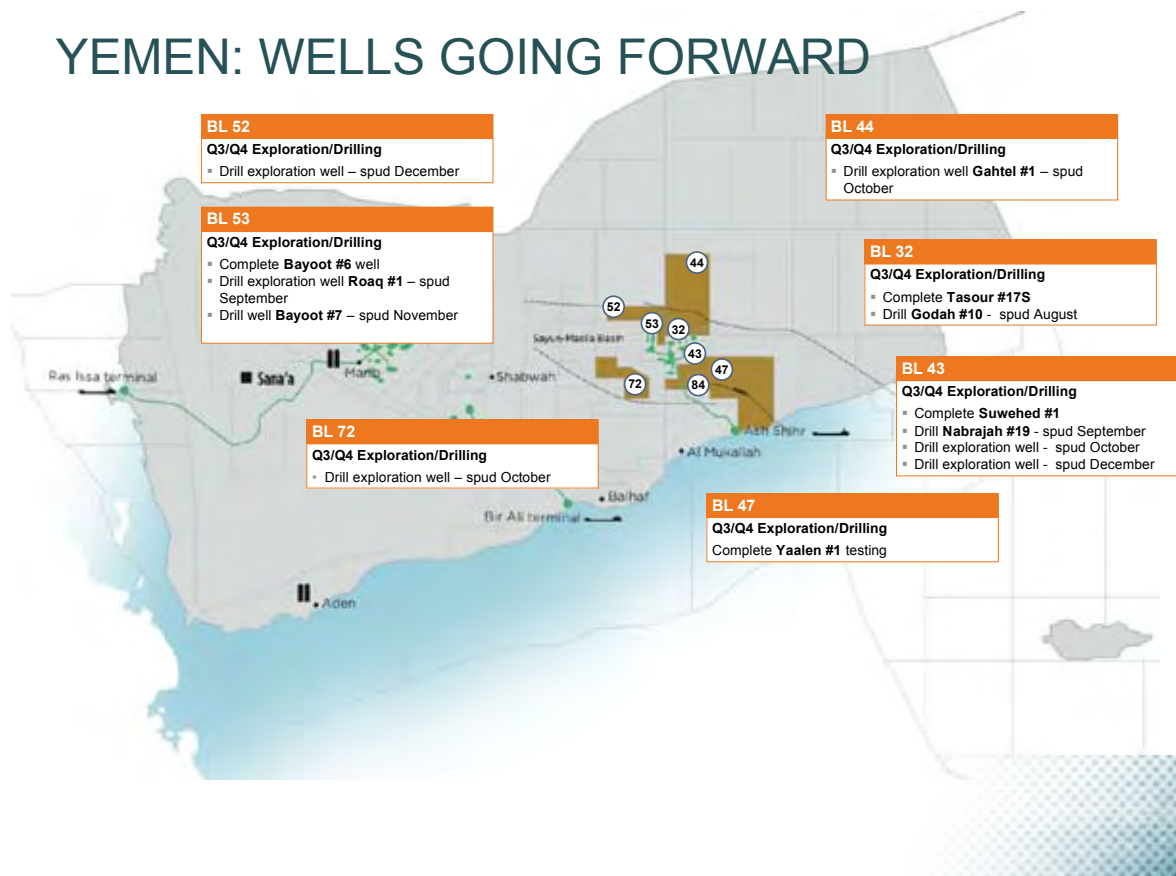 YEMEN: WELLS GOING FORWARD
BL 52
Q3/Q4 Exploration/Drilling
▪ Drill exploration well – spud December
BL 44
Q3/Q4 Exploration/Drilling
▪ Drill exploration well Gahtel #1 – spud
October
BL 53
Q3/Q4 Exploration/Drilling
▪ Complete Bayoot #6 well
▪ Drill exploration well Roaq #1 – spud
September
▪ Drill well Bayoot #7 – spud November
BL 32
Q3/Q4 Exploration/Drilling
▪ Complete Tasour #17S
▪ Drill Godah #10 - spud August
44
52
53
32
Sayun-Masila Basin
43
47
72
84
Ras Issa terminal
Sana'a
Marib
Shabwah
BL 43
Q3/Q4 Exploration/Drilling
▪ Complete Suwehed #1
▪ Drill Nabrajah #19 - spud September
▪ Drill exploration well - spud October
▪ Drill exploration well - spud December
BL 72
Q3/Q4 Exploration/Drilling
• Drill exploration well – spud October
Ash Shihr
Al Mukallah
Balhaf
Bir Ali terminal
BL 47
Q3/Q4 Exploration/Drilling
Complete Yaalen #1 testing
Aden